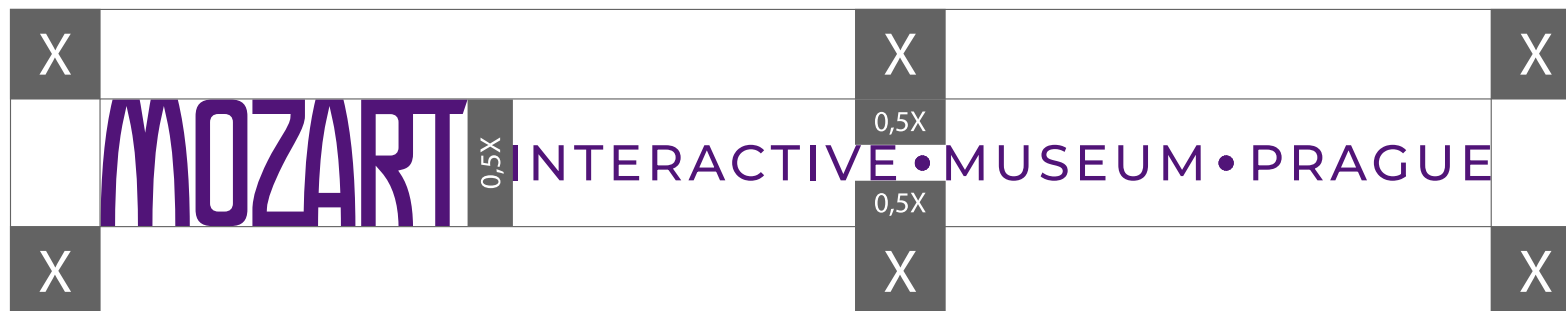 X X X
0,5X
MOZART 0,5X INTERACTIVE • MUSEUM • PRAGUE
0,5X
X X X